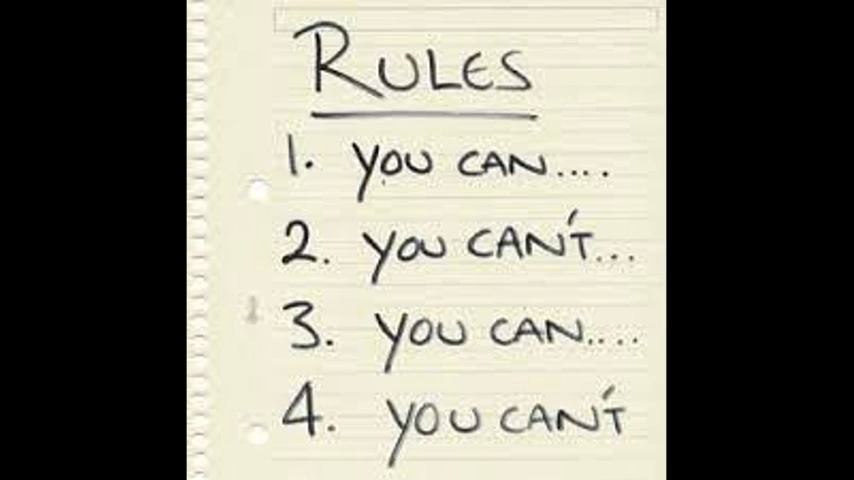 RULES
1. YOU CAN....
2. YOU CAN'T...
3. YOU CAN....
4. YOU CAN'T